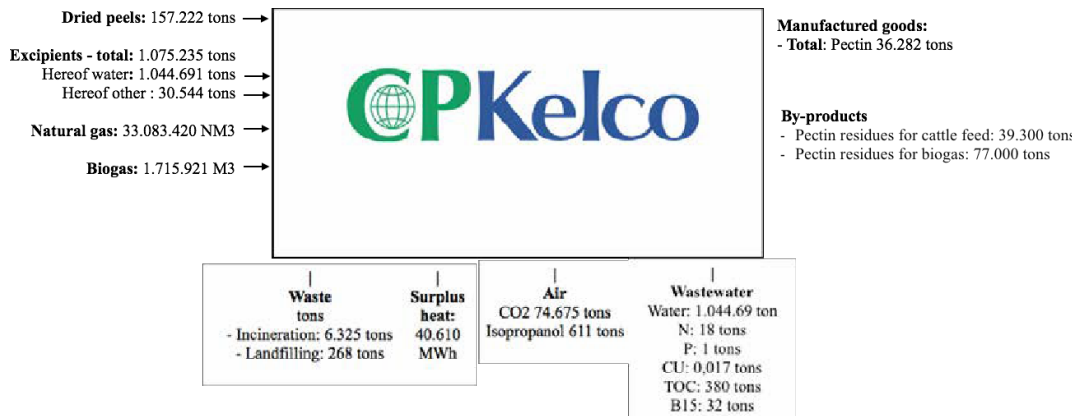 Dried peels: 157.222 tons
Excipients - total: 1.075.235 tons
Hereof water: 1.044.691 tons
Hereof other : 30.544 tons
Natural gas: 33.083.420 NM3
Biogas: 1.715.921 M3
CPKelco
Manufactured goods:
- Total: Pectin 36.282 tons
By-products
- Pectin residues for cattle feed: 39.300 tons
- Pectin residues for biogas: 77.000 tons
Waste
tons
- Incineration: 6.325 tons
- Landfilling: 268 tons
Surplus
heat:
40.610
MWh
Air
CO2 74.675 tons
Isopropanol 611 tons
Wastewater
Water: 1.044.69 ton
N: 18 tons
P: 1 tons
CU: 0,017 tons
TOC: 380 tons
B15: 32 tons